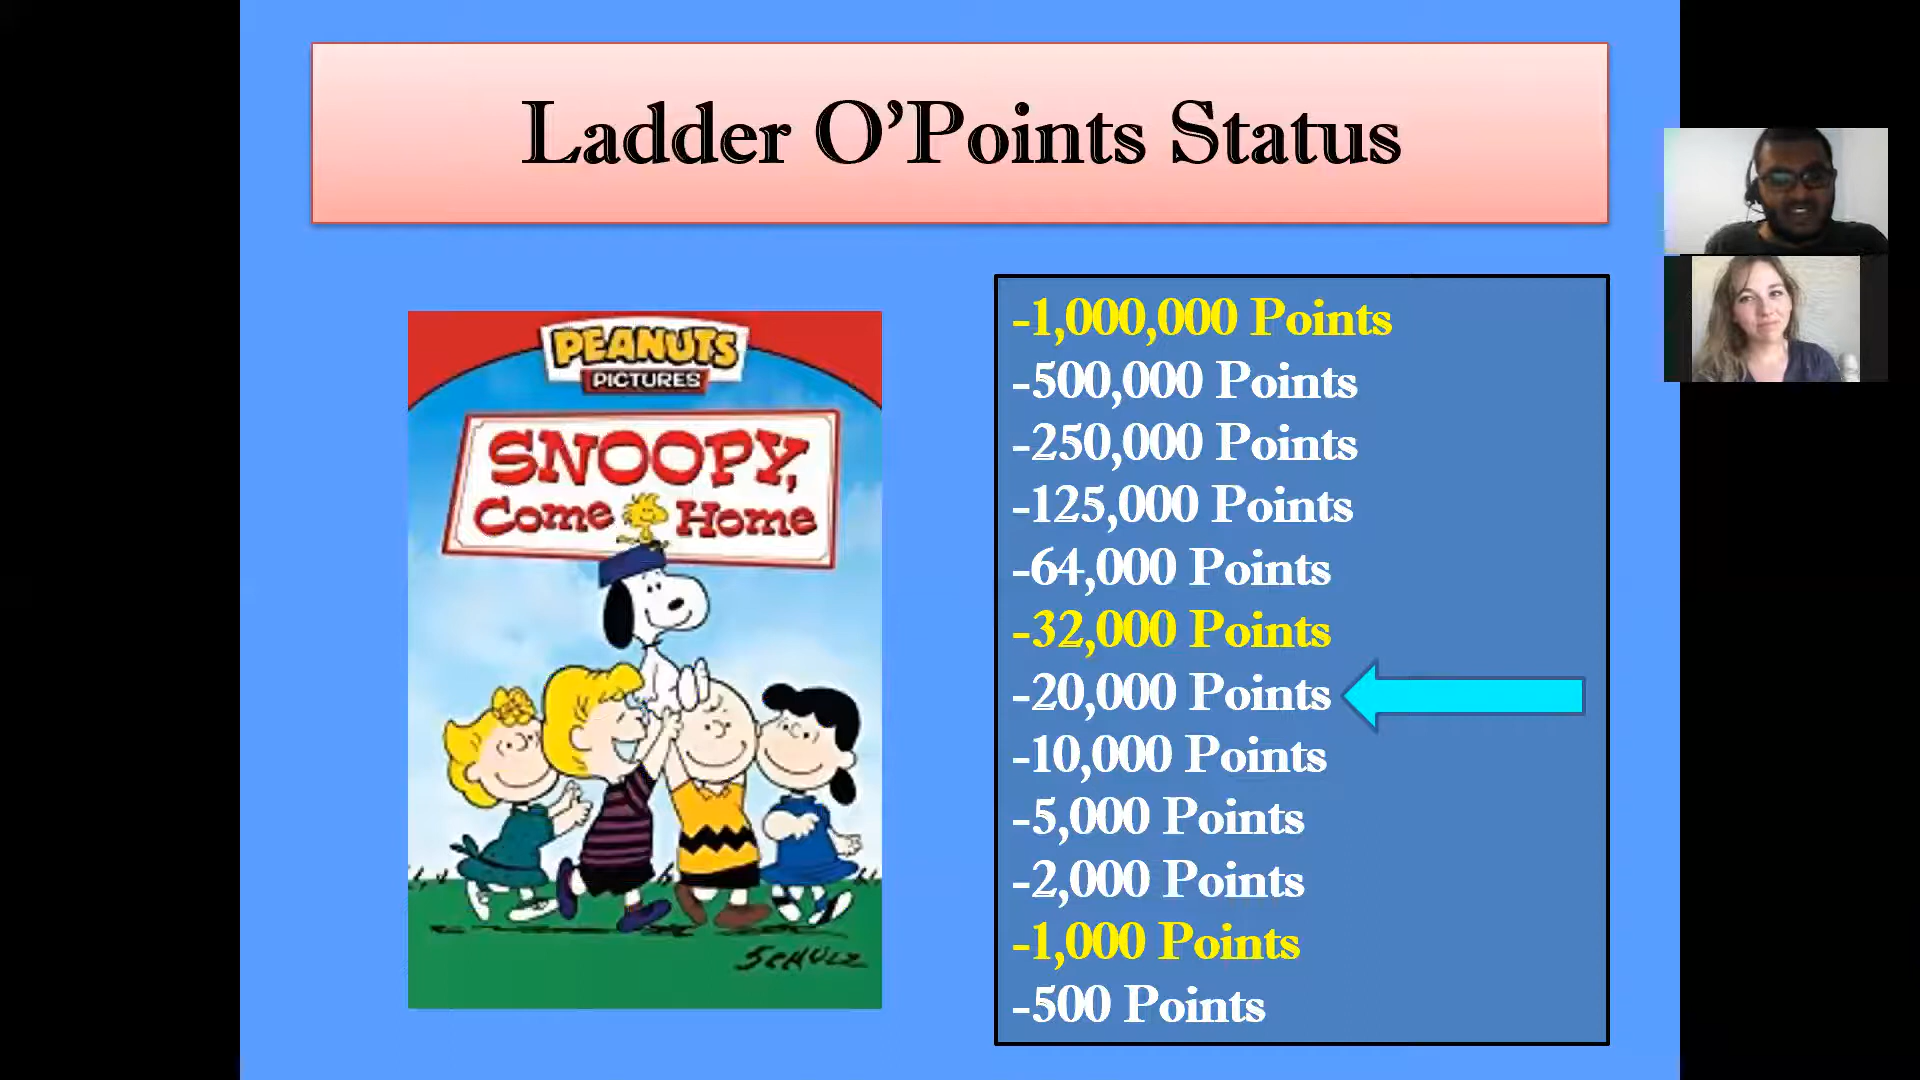 Ladder O'Points Status
PEANUTS
PICTURES
SNOOPY,
Come Home
SCHULZ
-1,000,000 Points
-500,000 Points
-250,000 Points
-125,000 Points
-64,000 Points
-32,000 Points
-20,000 Points
-10,000 Points
-5,000 Points
-2,000 Points
-1,000 Points
-500 Points